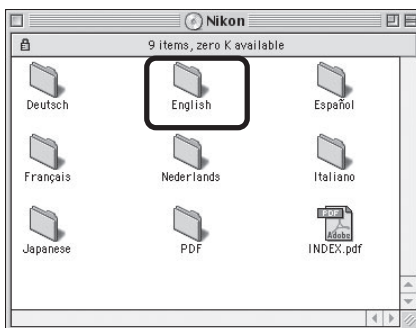 Nikon
9 items, zero K available
Deutsch English Español
Français Nederlands Italiano
PDF
Adobe
Japanese PDF INDEX.pdf